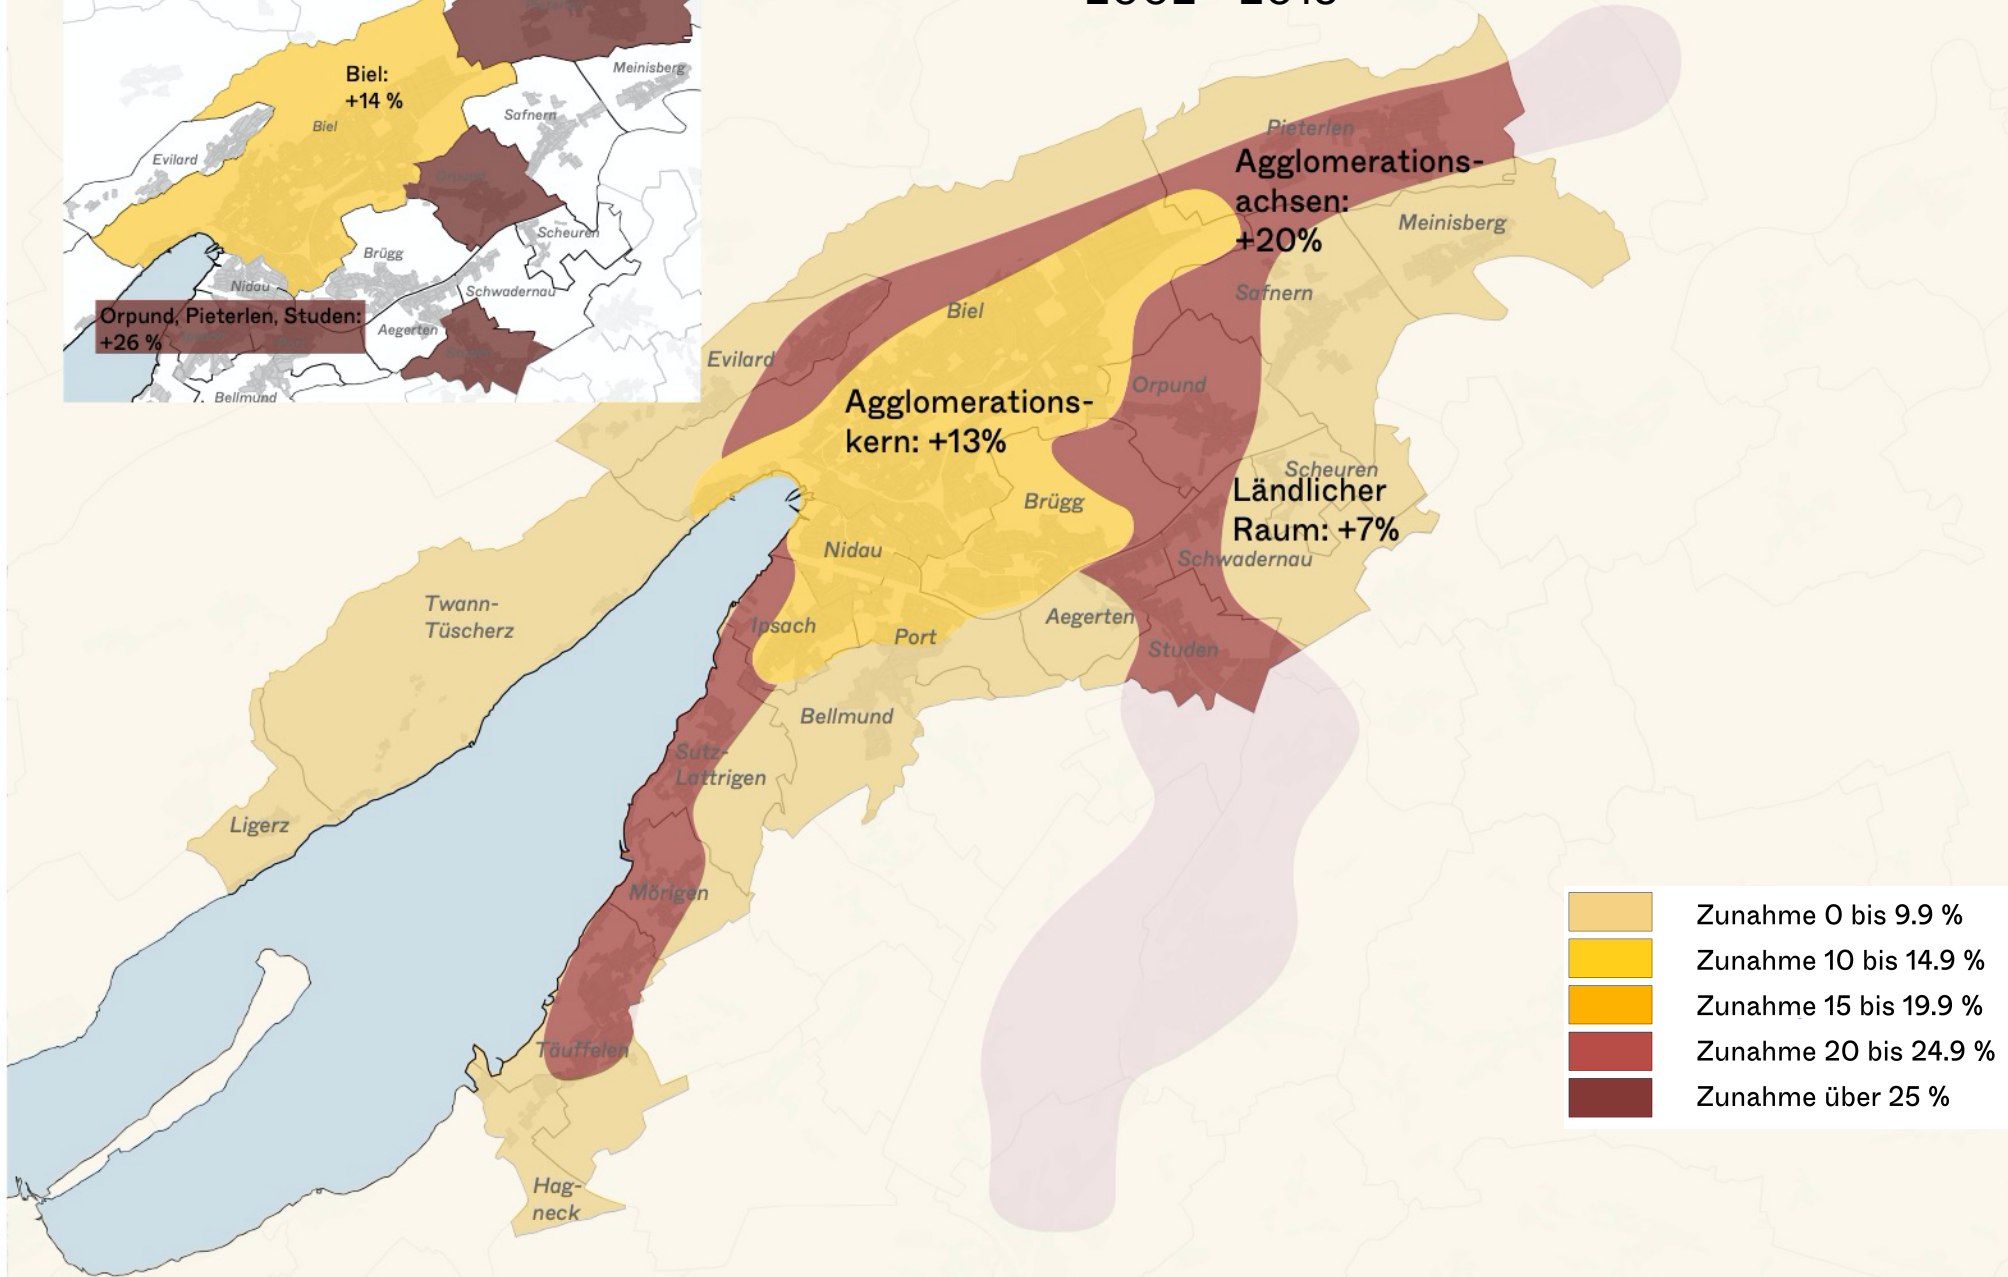 Biel:
+14 %
Biel
Evilard
Meinisberg
Safnern
Scheuren
Brügg
Nidau
Schwadernau
Aegerten
Orpund, Pieterlen, Studen:
+26 %
Bellmund
Pieterlen
Agglomerations-
achsen:
+20%
Meinisberg
Safnern
Biel
Evilard
Orpund
Agglomerations-
kern: +13%
Scheuren
Ländlicher
Raum: +7%
Brügg
Nidau
Schwadernau
Twann-
Tüscherz
Ipsach
Port
Aegerten
Studen
Bellmund
Sutz-
Lattrigen
Ligerz
Mörigen
Täuffelen
Hag-
neck
Zunahme 0 bis 9.9 %
Zunahme 10 bis 14.9 %
Zunahme 15 bis 19.9 %
Zunahme 20 bis 24.9 %
Zunahme über 25 %